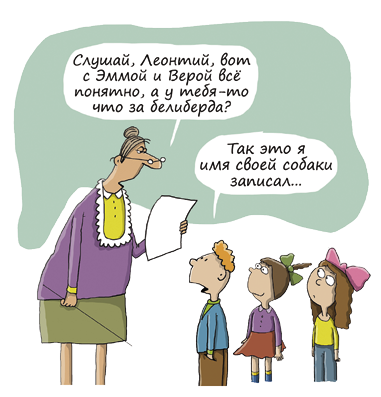 Слушай, Леонтий, вот
с Эммой и Верой всё
понятно, а у тебя-то
что за белиберда?
Так это я
имя своей собаки
записал...